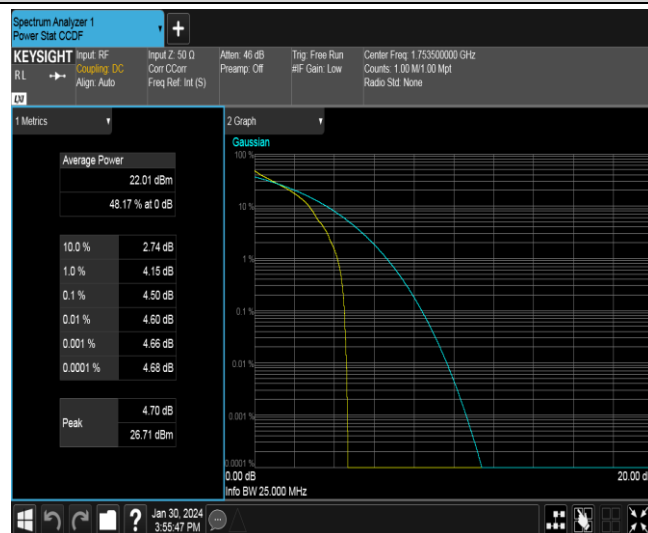 Spectrum Analyzer 1
Power Stat CCDF
+
KEYSIGHT
Input: RF
Coupling: DC
Align: Auto
Input Z: 50 Ω
Corr CCorr
Freq Ref: Int (S)
Atten: 46 dB
Preamp: Off
Trig: Free Run
#IF Gain: Low
Center Freq: 1.753500000 GHz
Counts: 1.00 M/1.00 Mpt
Radio Std: None
RL
LXI
1 Metrics
Average Power
22.01 dBm
48.17 % at 0 dB
10.0 % 2.74 dB
1.0 % 4.15 dB
0.1 % 4.50 dB
0.01 % 4.60 dB
0.001 % 4.66 dB
0.0001 % 4.68 dB
Peak
4.70 dB
26.71 dBm
2 Graph
Gaussian
100 %
10 %
1 %
0.1 %
0.01 %
0.001 %
0.0001 %
0.00 dB
20.00 d
Info BW 25.000 MHz
?
Jan 30, 2024
3:55:47 PM